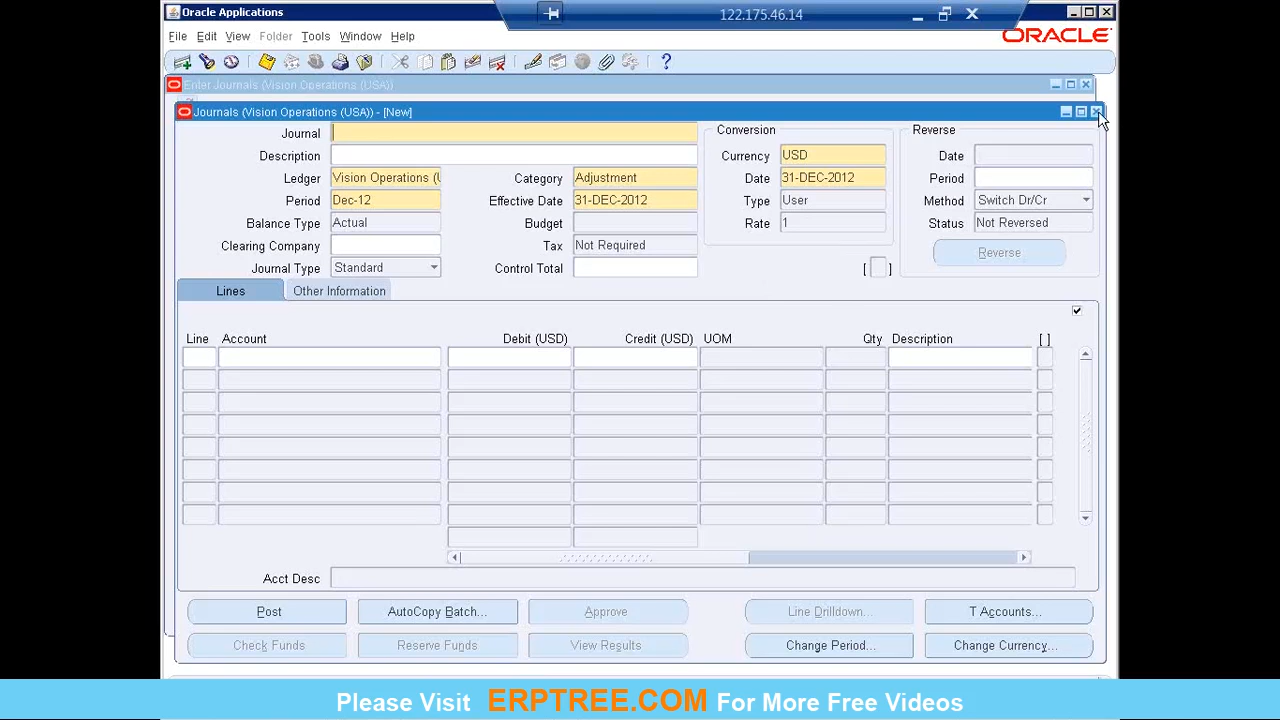 Oracle Applications
122.175.46.14
File Edit View Folder Tools Window Help
ORACLE
Enter Journals (Vision Operations (USA))
Journals (Vision Operations (USA)) - [New]
Journal
Description
Ledger Vision Operations (U
Category Adjustment
Period Dec-12
Effective Date 31-DEC-2012
Balance Type Actual
Budget
Clearing Company
Tax Not Required
Journal Type Standard
Control Total
Conversion
Currency USD
Date 31-DEC-2012
Type User
Rate 1
[ ]
Reverse
Date
Period
Method Switch Dr/Cr
Status Not Reversed
Reverse
Lines Other Information
Line Account Debit (USD) Credit (USD) UOM Qty Description [ ]
Acct Desc
Post AutoCopy Batch... Approve Line Drilldown... T Accounts...
Check Funds Reserve Funds View Results Change Period... Change Currency...
Please Visit ERPTREE.COM For More Free Videos